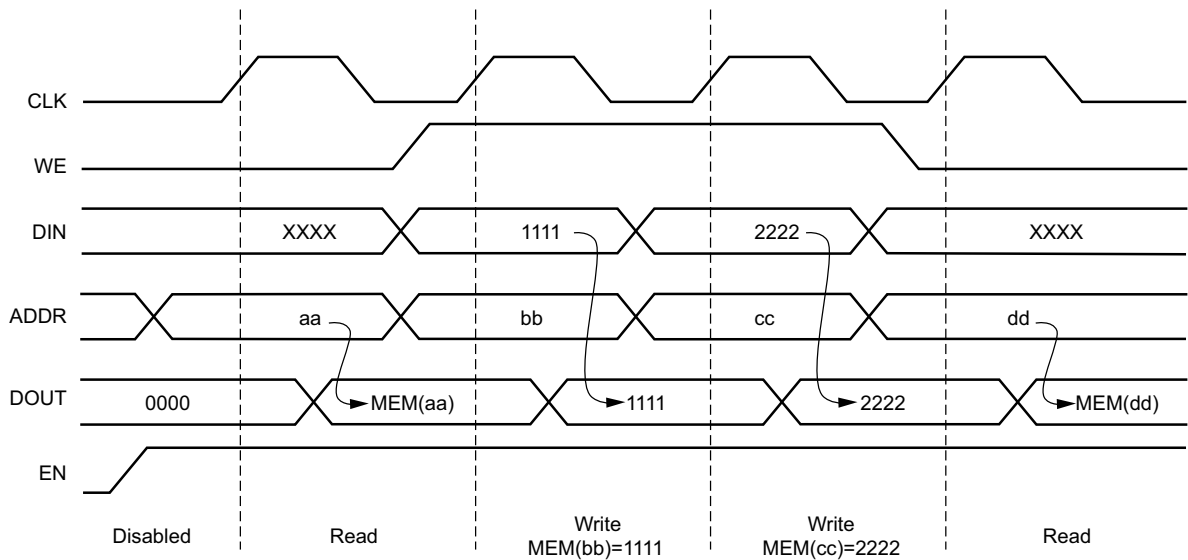 CLK
WE
DIN XXXX 1111 2222 XXXX
ADDR aa bb cc dd
DOUT 0000 MEM(aa) 1111 2222 MEM(dd)
EN
Disabled Read Write Write Read
MEM(bb)=1111 MEM(cc)=2222